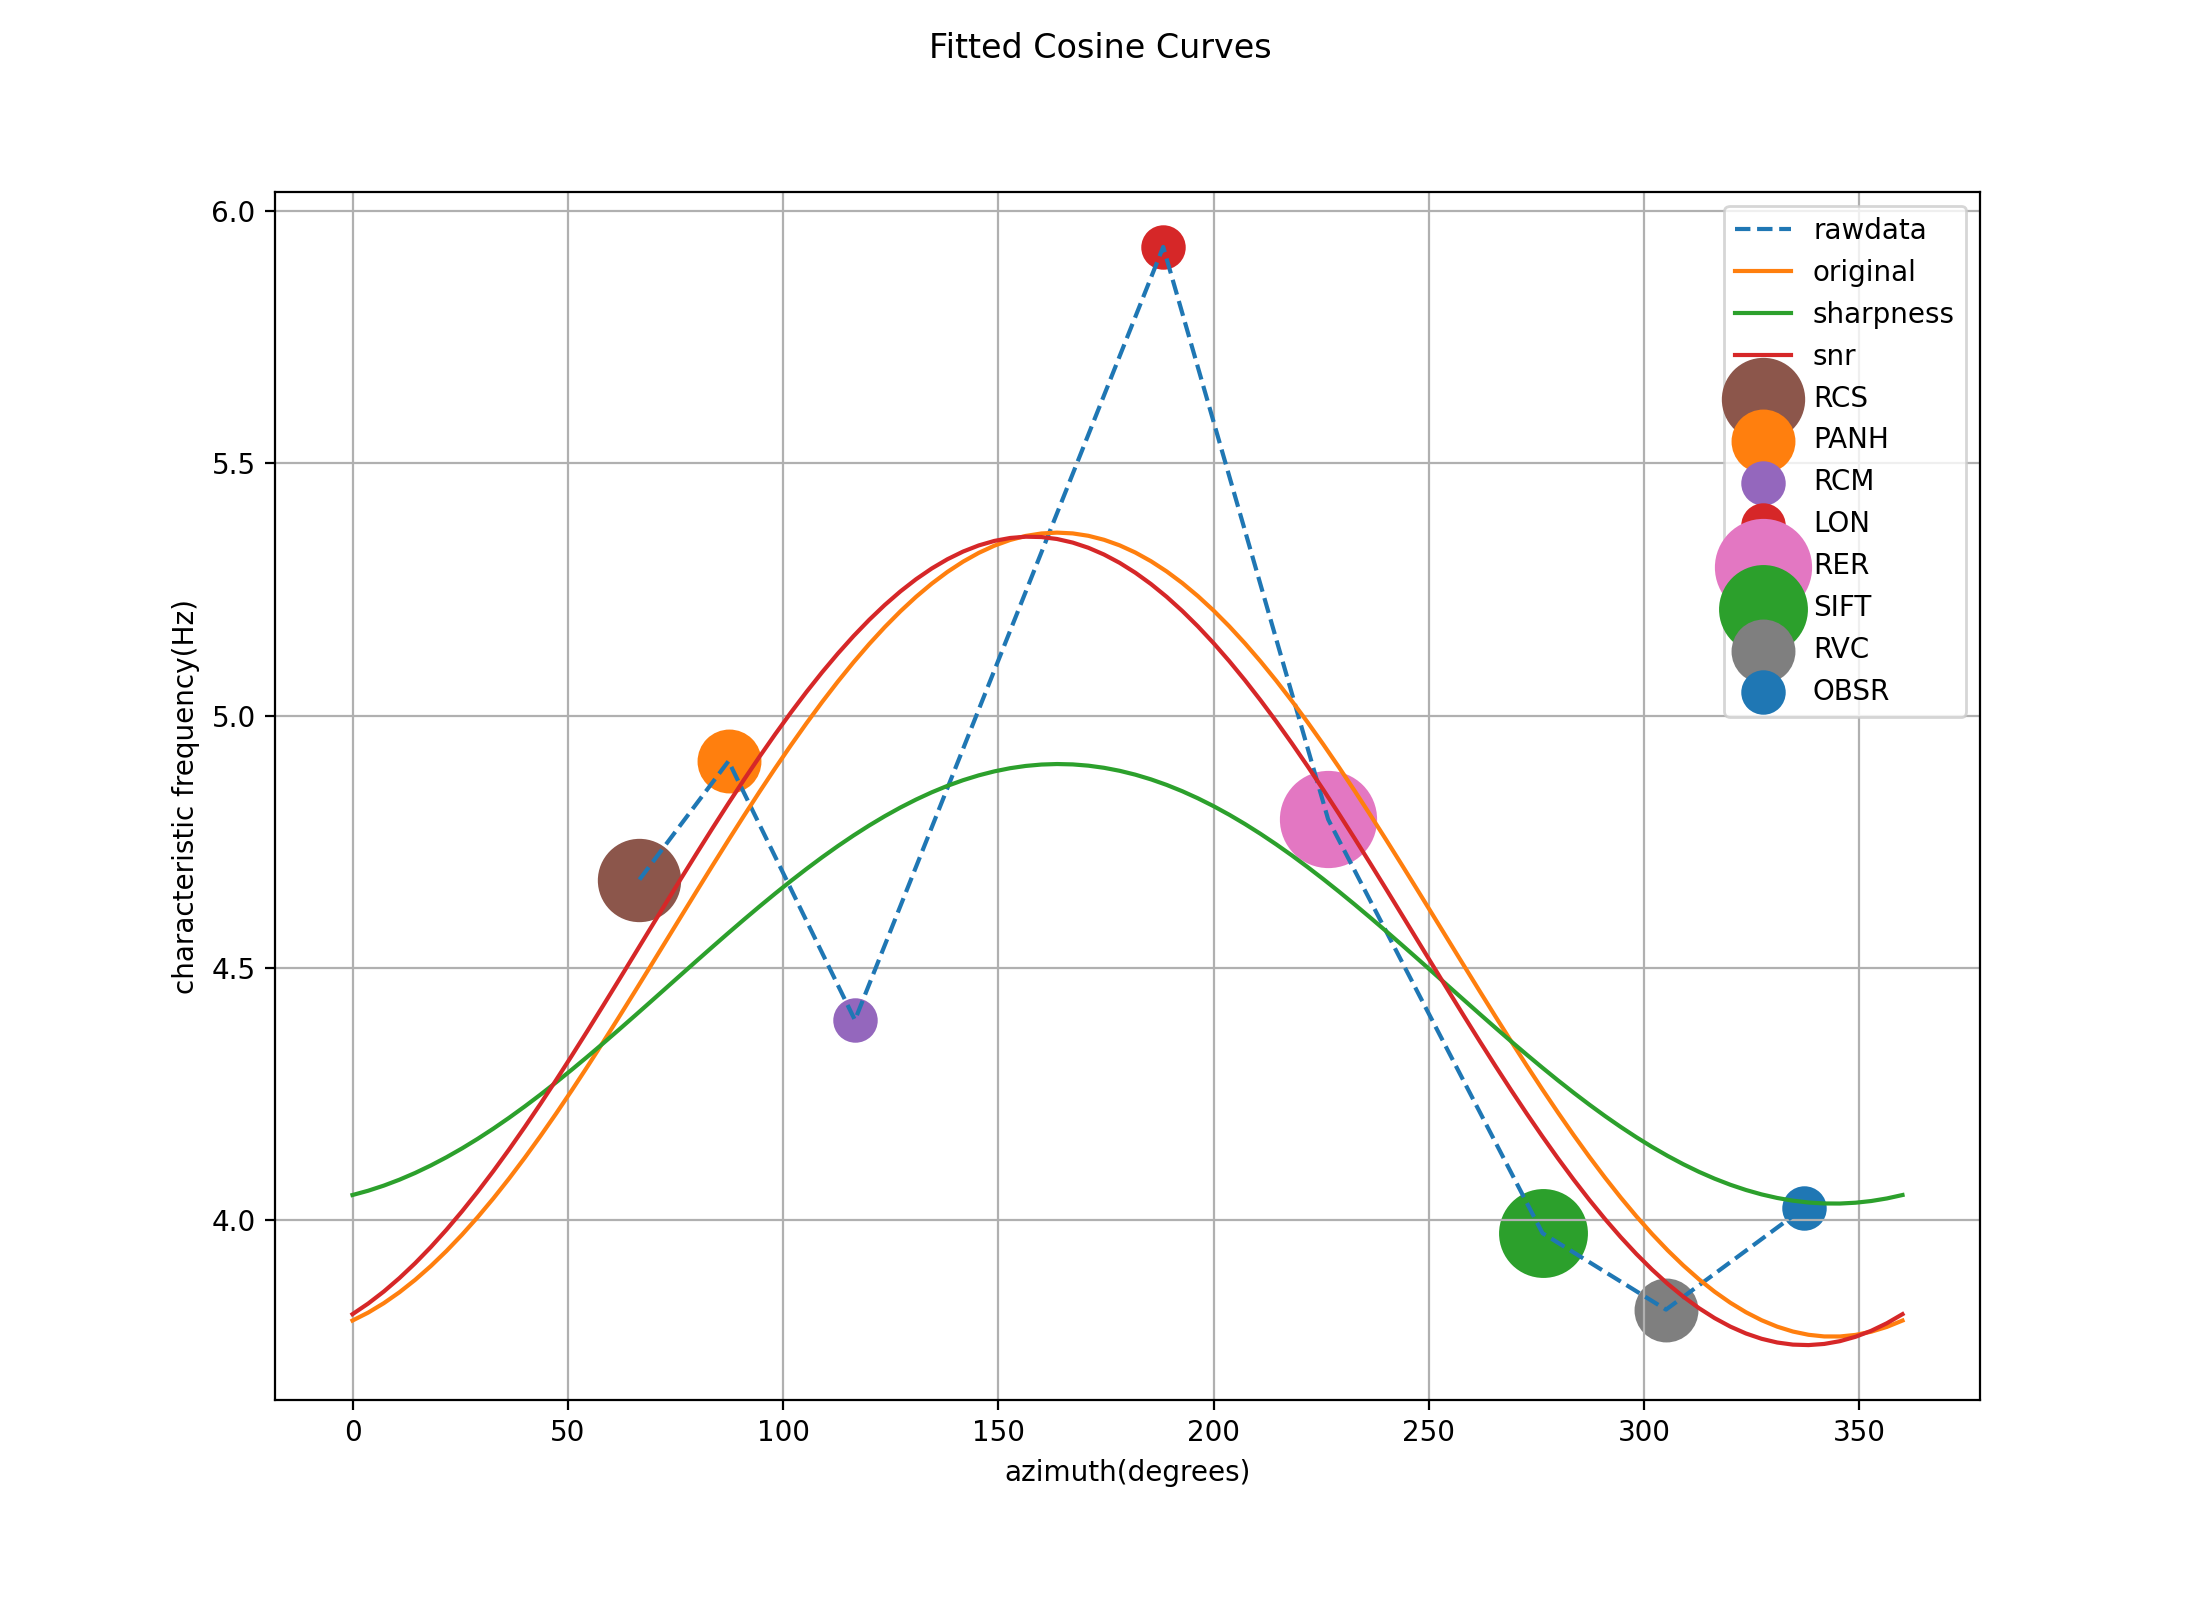 Fitted Cosine Curves
6.0
5.5
5.0
4.5
4.0
characteristic frequency(Hz)
rawdata
original
sharpness
snr
RCS
PANH
RCM
LON
RER
SIFT
RVC
OBSR
0 50 100 150 200 250 300 350
azimuth(degrees)